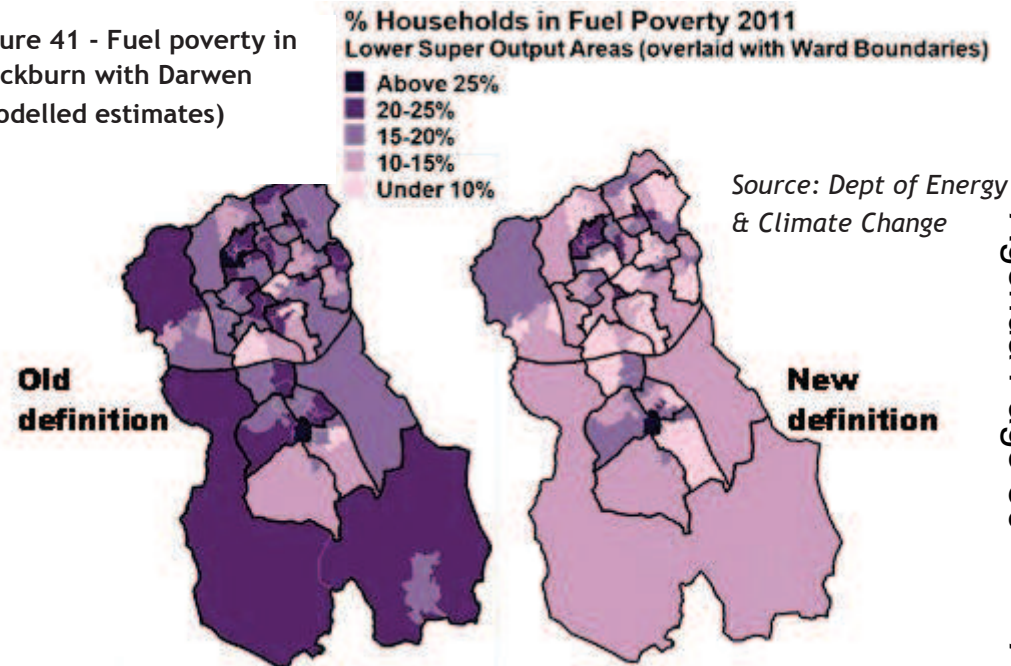 ure 41 - Fuel poverty in
ckburn with Darwen
odelled estimates)
% Households in Fuel Poverty 2011
Lower Super Output Areas (overlaid with Ward Boundaries)
Above 25%
20-25%
15-20%
10-15%
Under 10%
Source: Dept of Energy
& Climate Change
Old
definition
New
definition